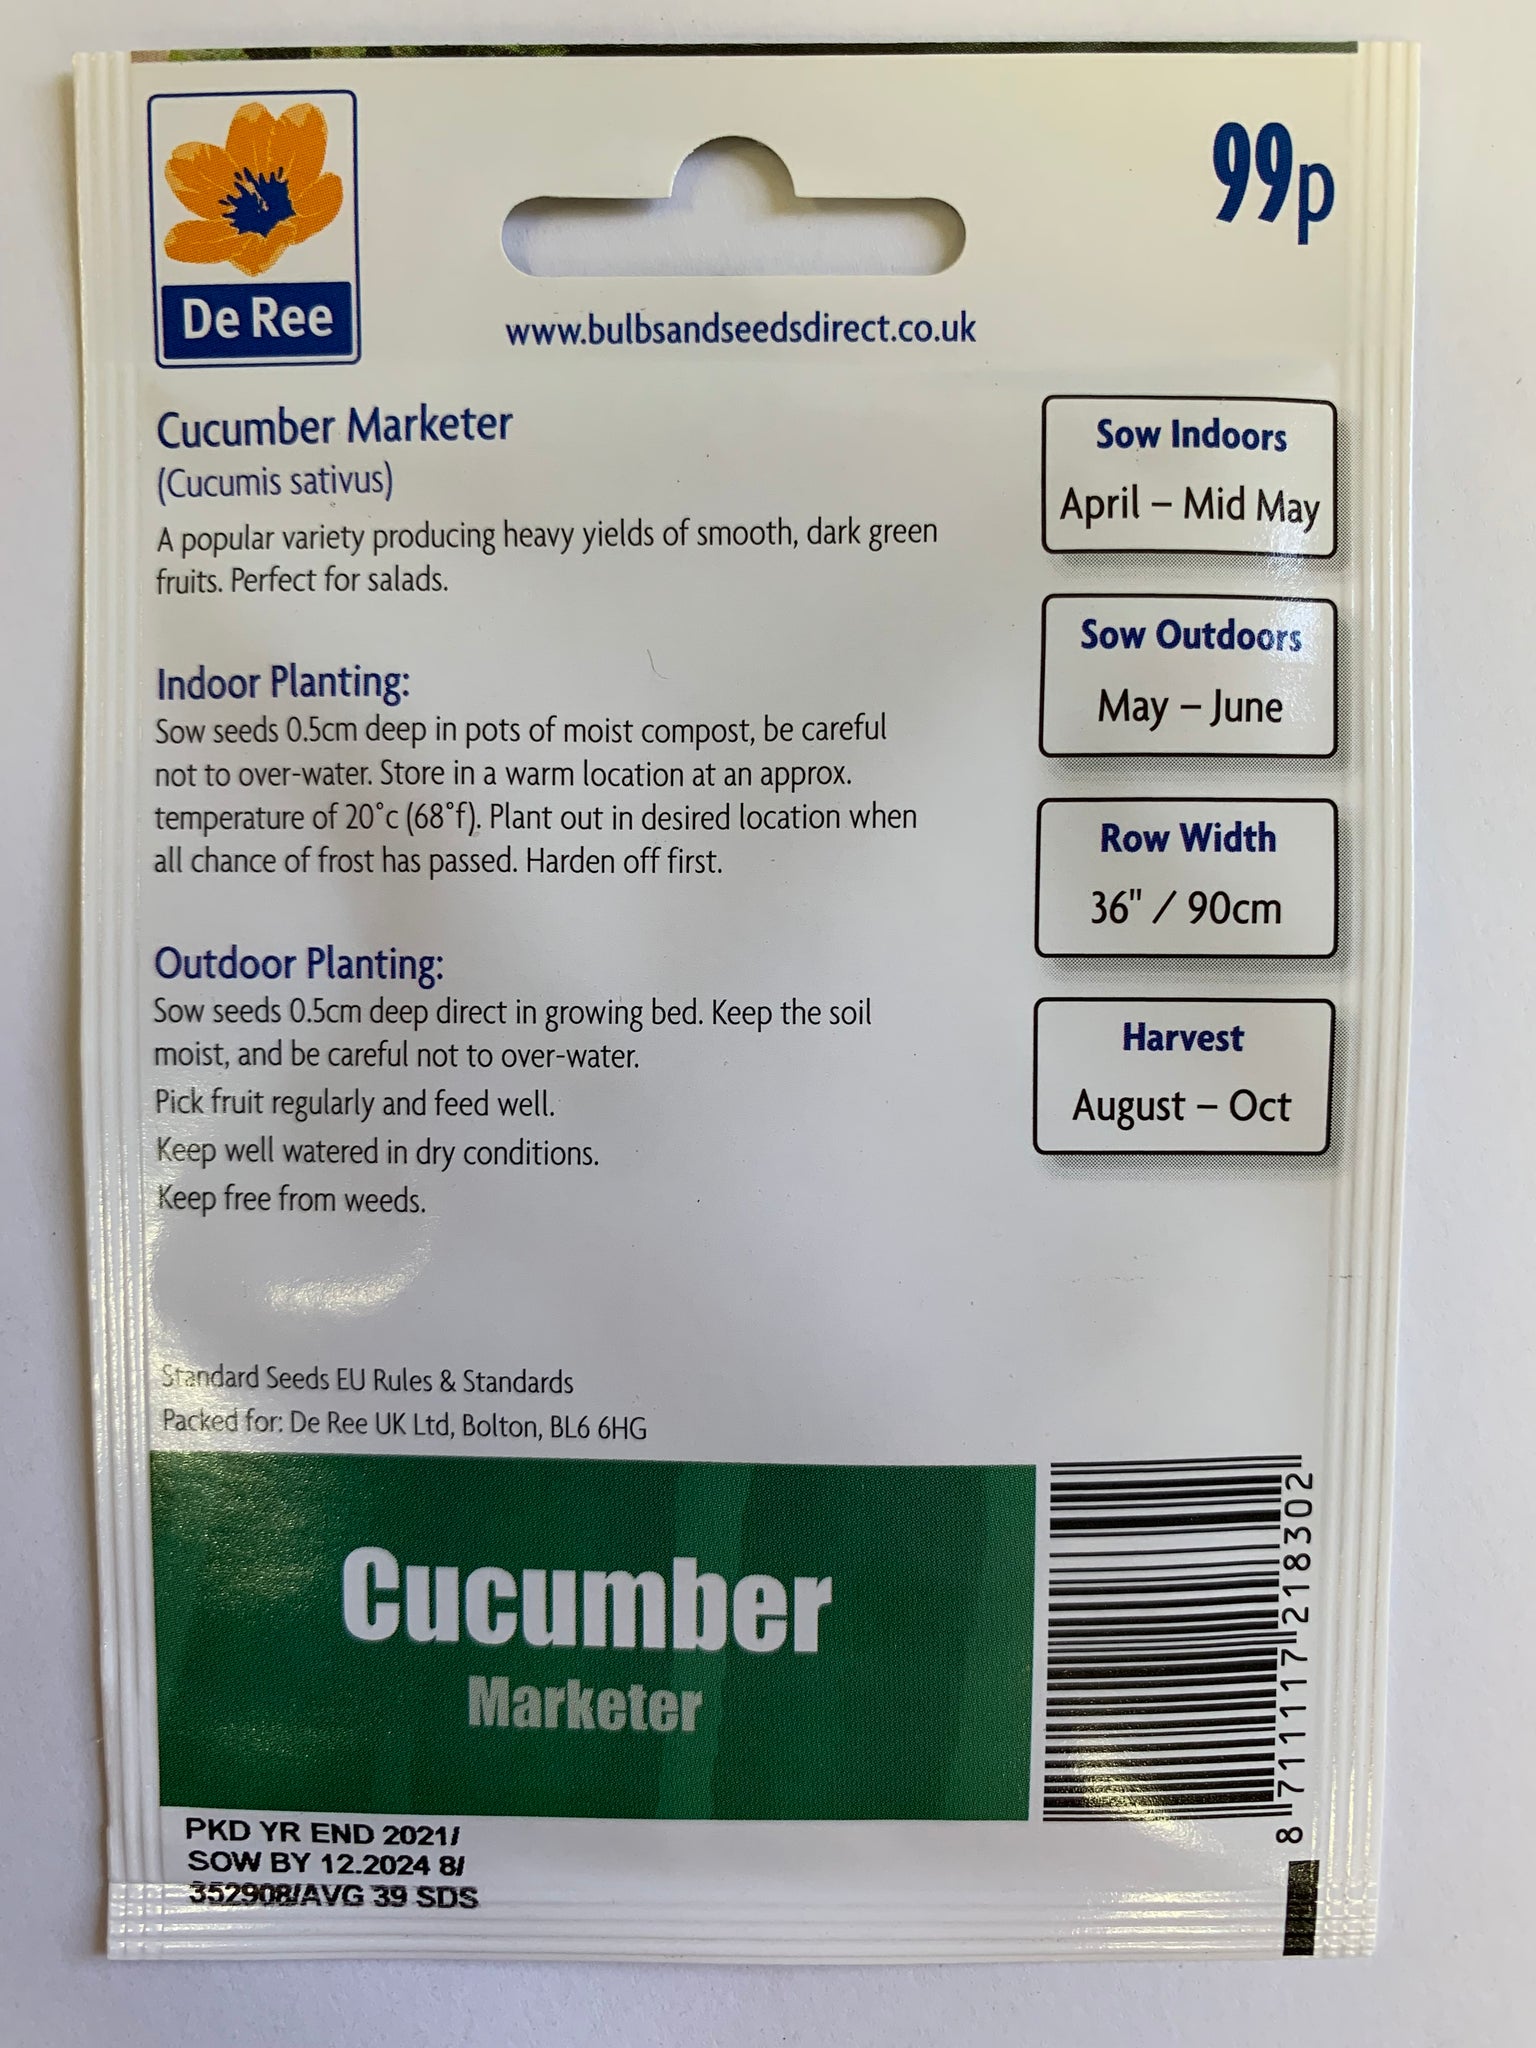 De Ree
99p
www.bulbsandseedsdirect.co.uk
Cucumber Marketer
(Cucumis sativus)
A popular variety producing heavy yields of smooth, dark green
fruits. Perfect for salads.
Indoor Planting:
Sow seeds 0.5cm deep in pots of moist compost, be careful
not to over-water. Store in a warm location at an approx.
temperature of 20°c (68°f). Plant out in desired location when
all chance of frost has passed. Harden off first.
Outdoor Planting:
Sow seeds 0.5cm deep direct in growing bed. Keep the soil
moist, and be careful not to over-water.
Pick fruit regularly and feed well.
Keep well watered in dry conditions.
Keep free from weeds.
Sow Indoors
April – Mid May
Sow Outdoors
May – June
Row Width
36" / 90cm
Harvest
August – Oct
Standard Seeds EU Rules & Standards
Packed for: De Ree UK Ltd, Bolton, BL6 6HG
Cucumber
Marketer
8 711117 218302
PKD YR END 2021/
SOW BY 12.2024 8/
352908/AVG 39 SDS